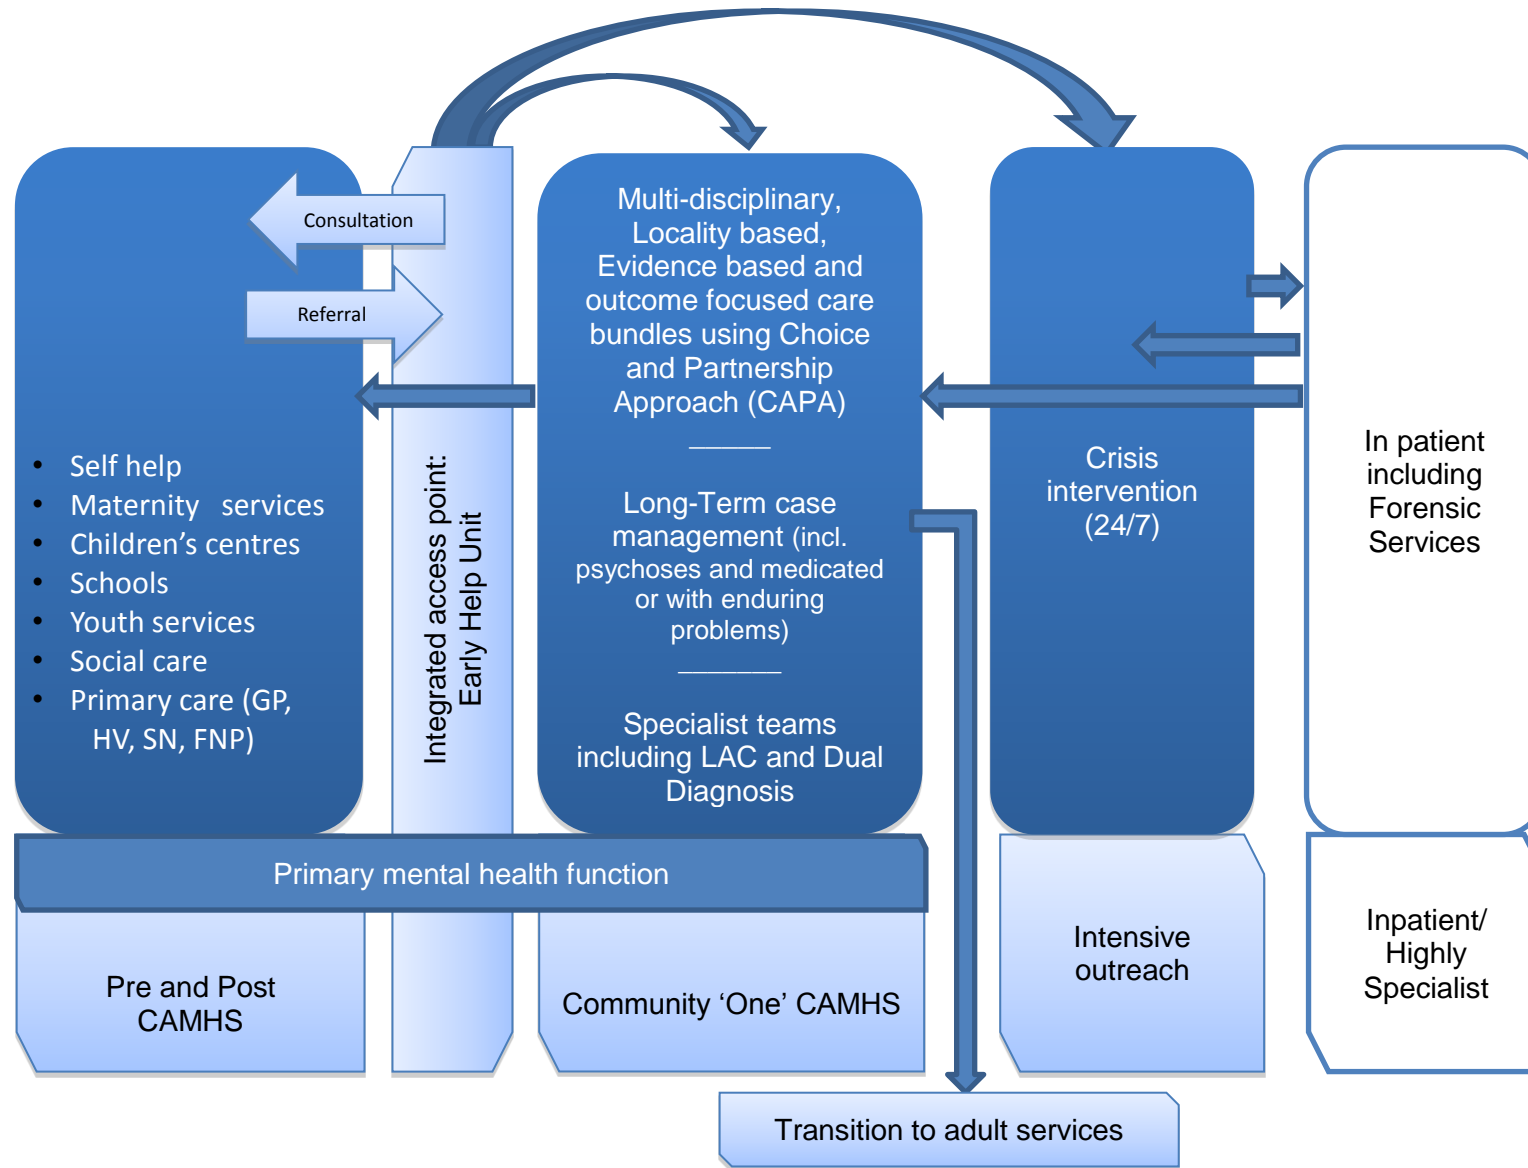 Consultation
Referral
• Self help
• Maternity services
• Children’s centres
• Schools
• Youth services
• Social care
• Primary care (GP,
HV, SN, FNP)
Integrated access point:
Early Help Unit
Multi-disciplinary,
Locality based,
Evidence based and
outcome focused care
bundles using Choice
and Partnership
Approach (CAPA)
______
Long-Term case
management (incl.
psychoses and medicated
or with enduring
problems)
_______
Specialist teams
including LAC and Dual
Diagnosis
Crisis
intervention
(24/7)
In patient
including
Forensic
Services
Primary mental health function
Pre and Post
CAMHS
Community ‘One’ CAMHS
Intensive
outreach
Inpatient/
Highly
Specialist
Transition to adult services